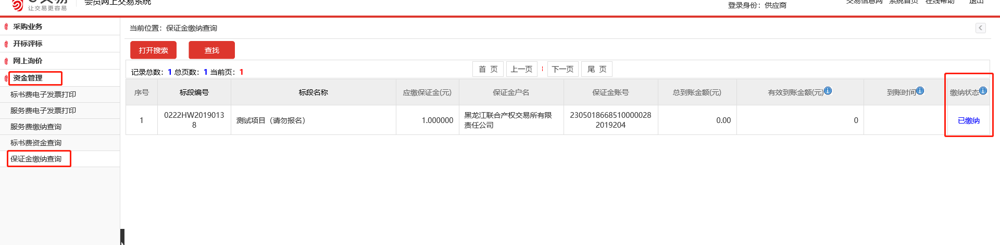 让交易更容易
会员网上交易系统
登录身份：供应商
交易信息网 系统首页 在线帮助 退出
采购业务
开标评标
网上询价
资金管理
标书费电子发票打印
服务费电子发票打印
服务费缴纳查询
标书费资金查询
保证金缴纳查询
当前位置：保证金缴纳查询
打开搜索 查找
记录总数：1 总页数：1 当前页：1
首 页 上一页 下一页 尾 页
序号 标段编号 标段名称 应缴保证金(元) 保证金户名 保证金账号 总到账金额(元) 有效到账金额(元) 到账时间 缴纳状态
1 0222HW2019013 测试项目（请勿报名） 1.000000 黑龙江联合产权交易所有限 2305018668510000028 0.00 0 已缴纳
8 责任公司 2019204